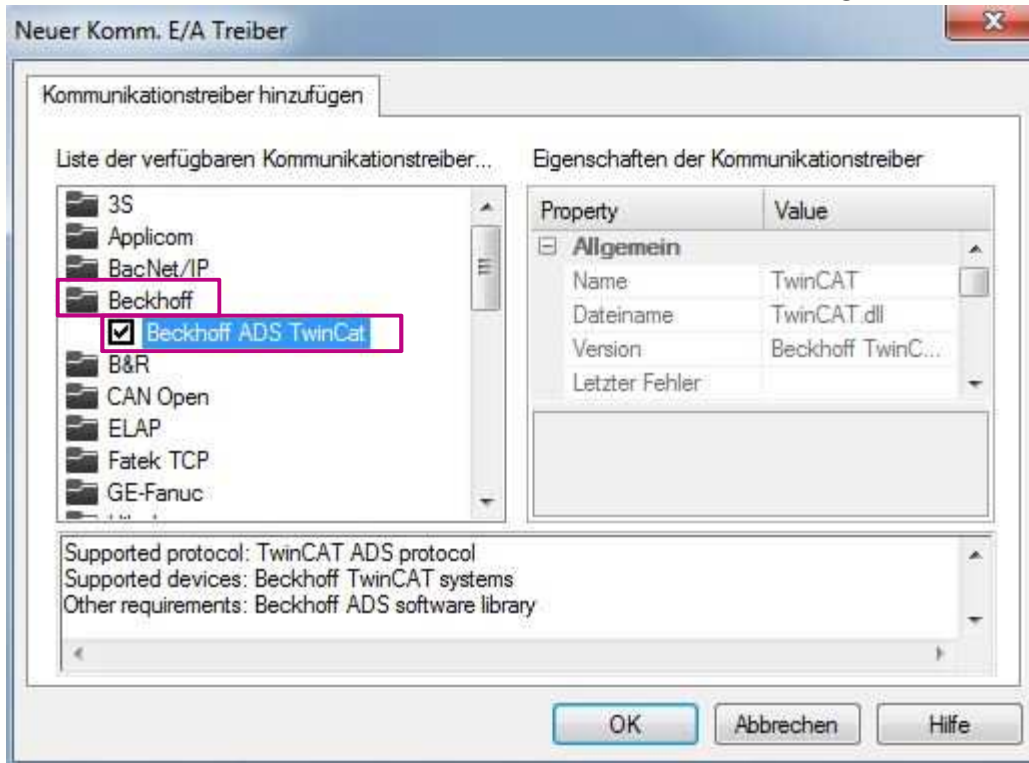 Neuer Komm. E/A Treiber
Kommunikationstreiber hinzufügen
Liste der verfügbaren Kommunikationstreiber...
3S
Applicom
BacNet/IP
Beckhoff
Beckhoff ADS TwinCat
B&R
CAN Open
ELAP
Fatek TCP
GE-Fanuc
Eigenschaften der Kommunikationstreiber
Property Value
Allgemein
Name TwinCAT
Dateiname TwinCAT.dll
Version Beckhoff TwinC...
Letzter Fehler
Supported protocol: TwinCAT ADS protocol
Supported devices: Beckhoff TwinCAT systems
Other requirements: Beckhoff ADS software library
OK Abbrechen Hilfe